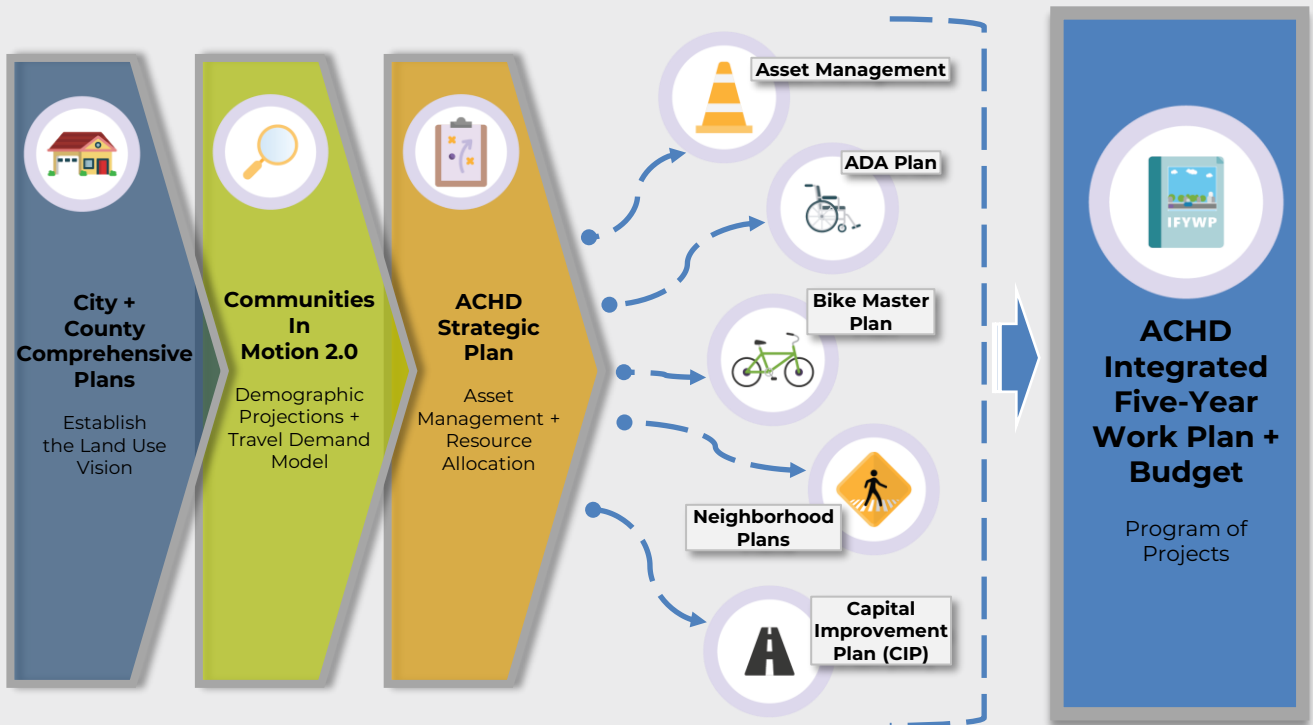 City +
County
Comprehensive
Plans
Establish
the Land Use
Vision
Communities
In
Motion 2.0
Demographic
Projections +
Travel Demand
Model
ACHD
Strategic
Plan
Asset
Management +
Resource
Allocation
Asset Management
ADA Plan
Bike Master
Plan
Neighborhood
Plans
Capital
Improvement
Plan (CIP)
IFYWP
ACHD
Integrated
Five-Year
Work Plan +
Budget
Program of
Projects